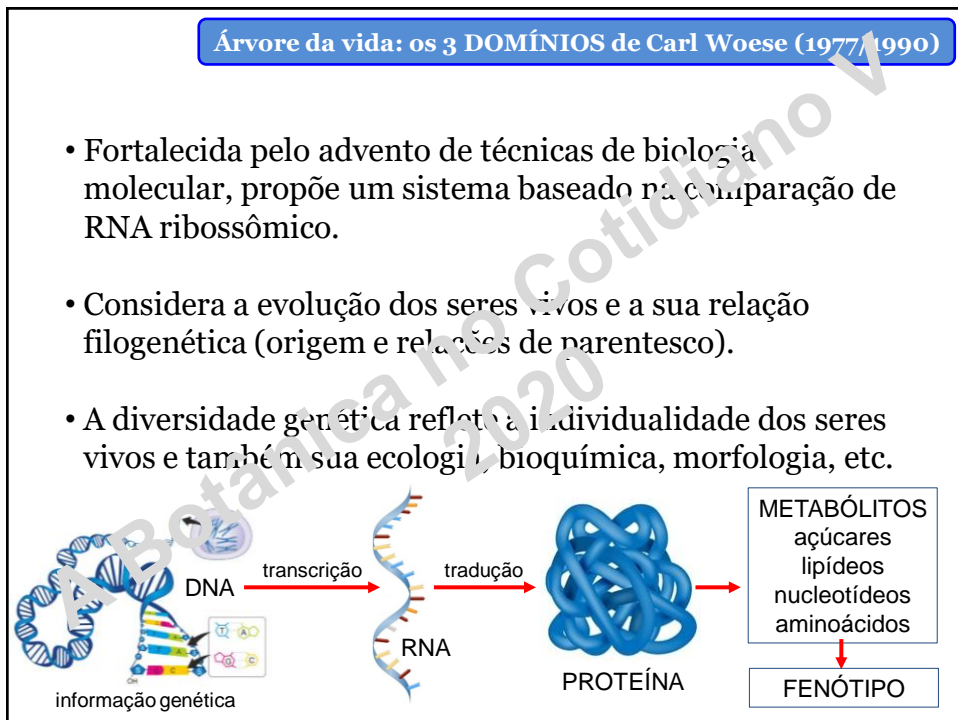 Árvore da vida: os 3 DOMÍNIOS de Carl Woese (1977/1990)
• Fortalecida pelo advento de técnicas de biologia
molecular, propõe um sistema baseado na comparação de
RNA ribossômico.
• Considera a evolução dos seres vivos e a sua relação
filogenética (origem e relações de parentesco).
• A diversidade genética reflete a individualidade dos seres
vivos e também sua ecologia, bioquímica, morfologia, etc.
A Botanica no Cotidiano V
2020
DNA
transcrição
RNA
tradução
PROTEÍNA
METABÓLITOS
açúcares
lipídeos
nucleotídeos
aminoácidos
FENÓTIPO
T A
G C
OH
informação genética